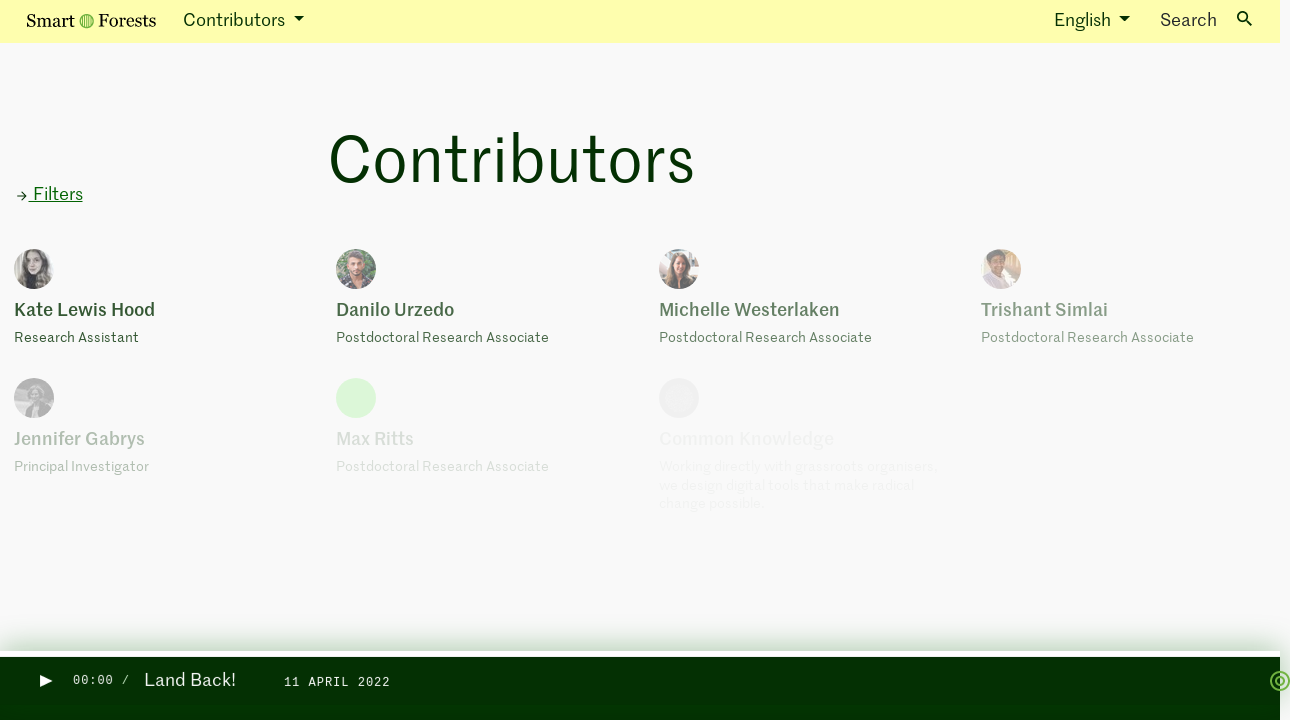 Smart Forests
Contributors
English
Search
Contributors
Filters
Kate Lewis Hood
Research Assistant
Danilo Urzedo
Postdoctoral Research Associate
Michelle Westerlaken
Postdoctoral Research Associate
Trishant Simlai
Postdoctoral Research Associate
Jennifer Gabrys
Principal Investigator
Max Ritts
Postdoctoral Research Associate
Common Knowledge
Working directly with grassroots organisers,
we design digital tools that make radical
change possible.
00:00 /
Land Back!
11 APRIL 2022